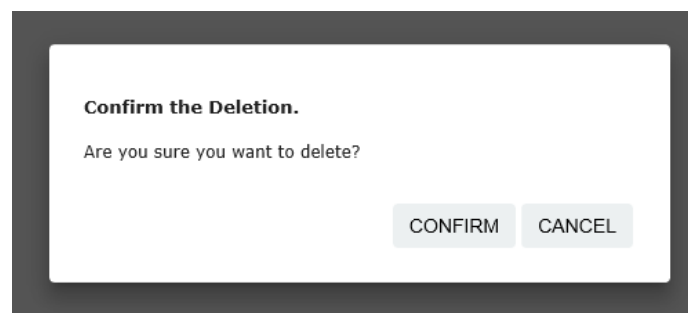 Confirm the Deletion.
Are you sure you want to delete?
CONFIRM CANCEL